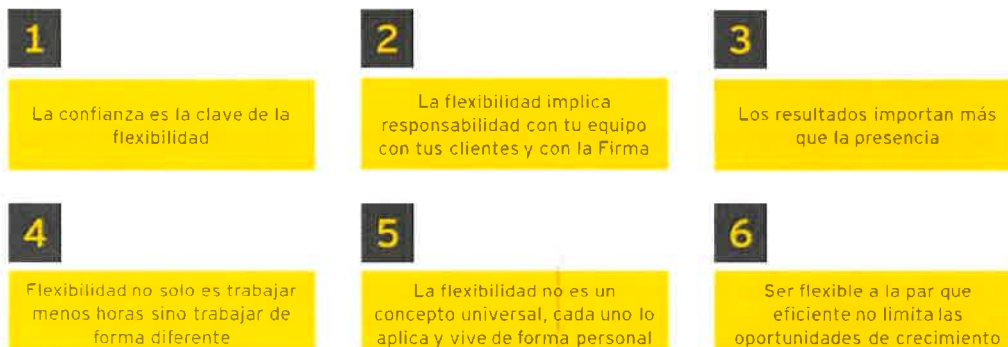 1
La confianza es la clave de la
flexibilidad
2
La flexibilidad implica
responsabilidad con tu equipo
con tus clientes y con la Firma
3
Los resultados importan más
que la presencia
4
Flexibilidad no solo es trabajar
menos horas sino trabajar de
forma diferente
5
La flexibilidad no es un
concepto universal, cada uno lo
aplica y vive de forma personal
6
Ser flexible a la par que
eficiente no limita las
oportunidades de crecimiento